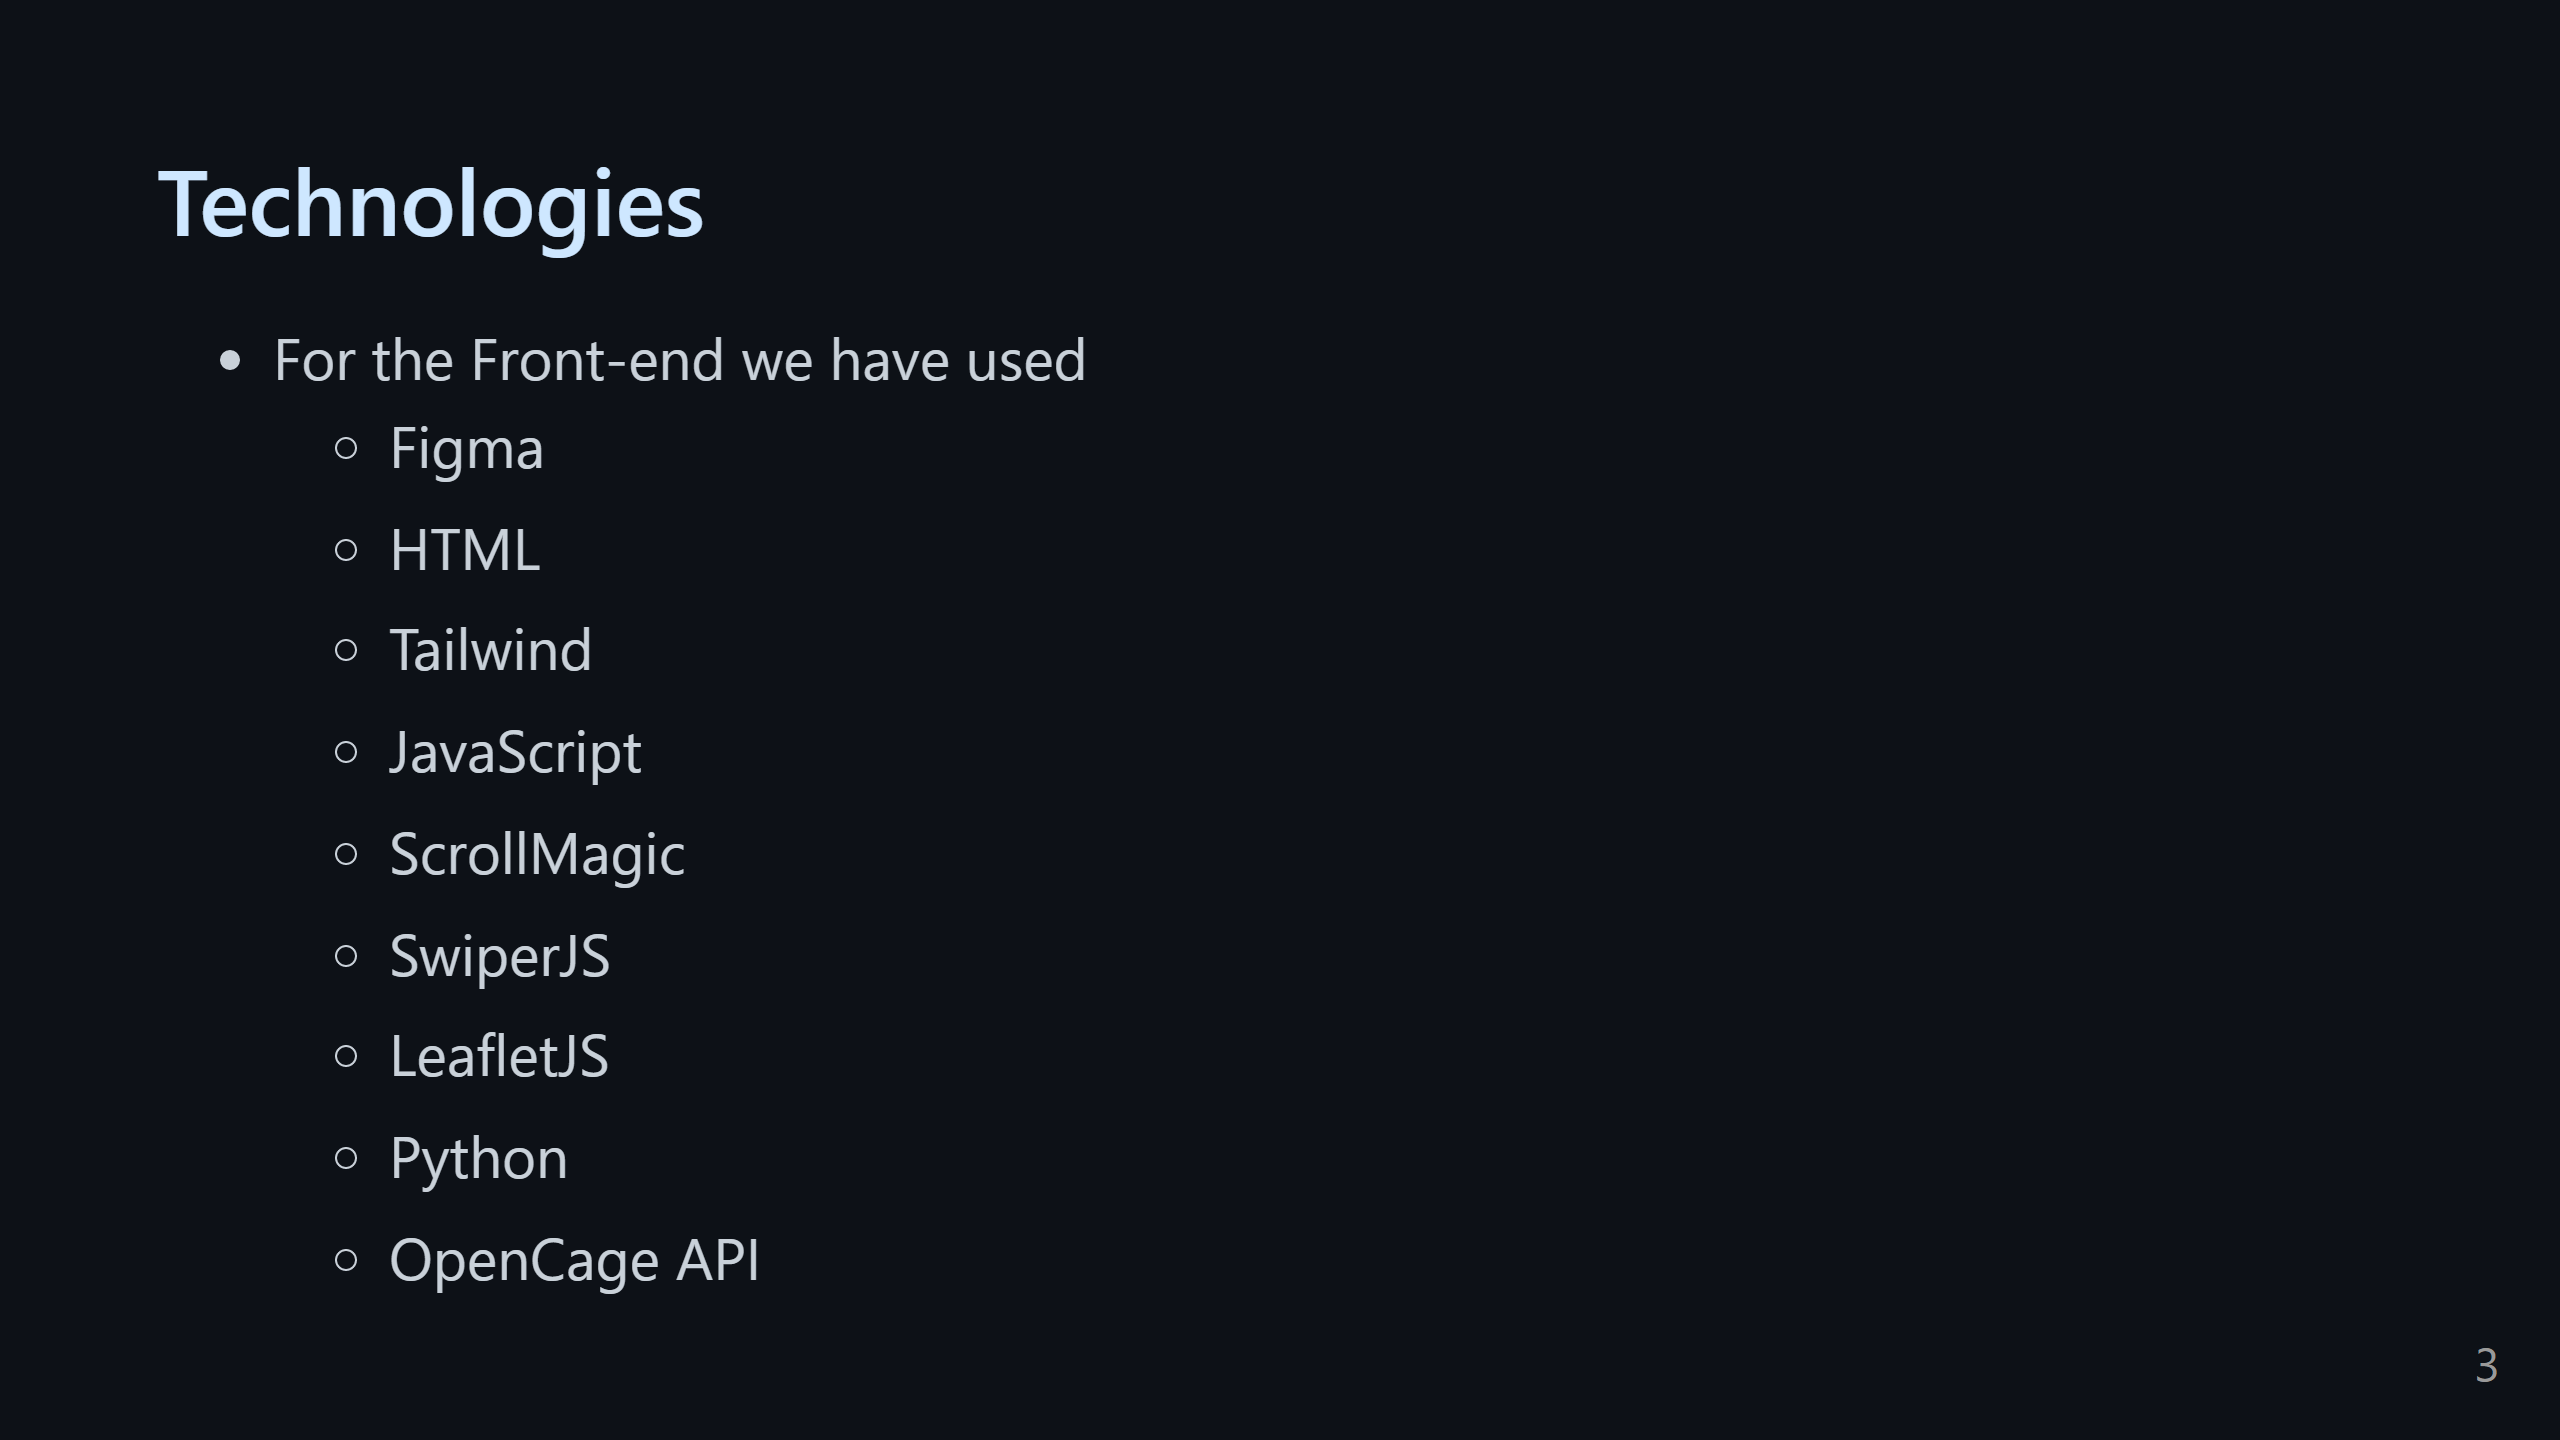 Technologies
• For the Front-end we have used
○ Figma
○ HTML
○ Tailwind
○ JavaScript
○ ScrollMagic
○ SwiperJS
○ LeafletJS
○ Python
○ OpenCage API
3